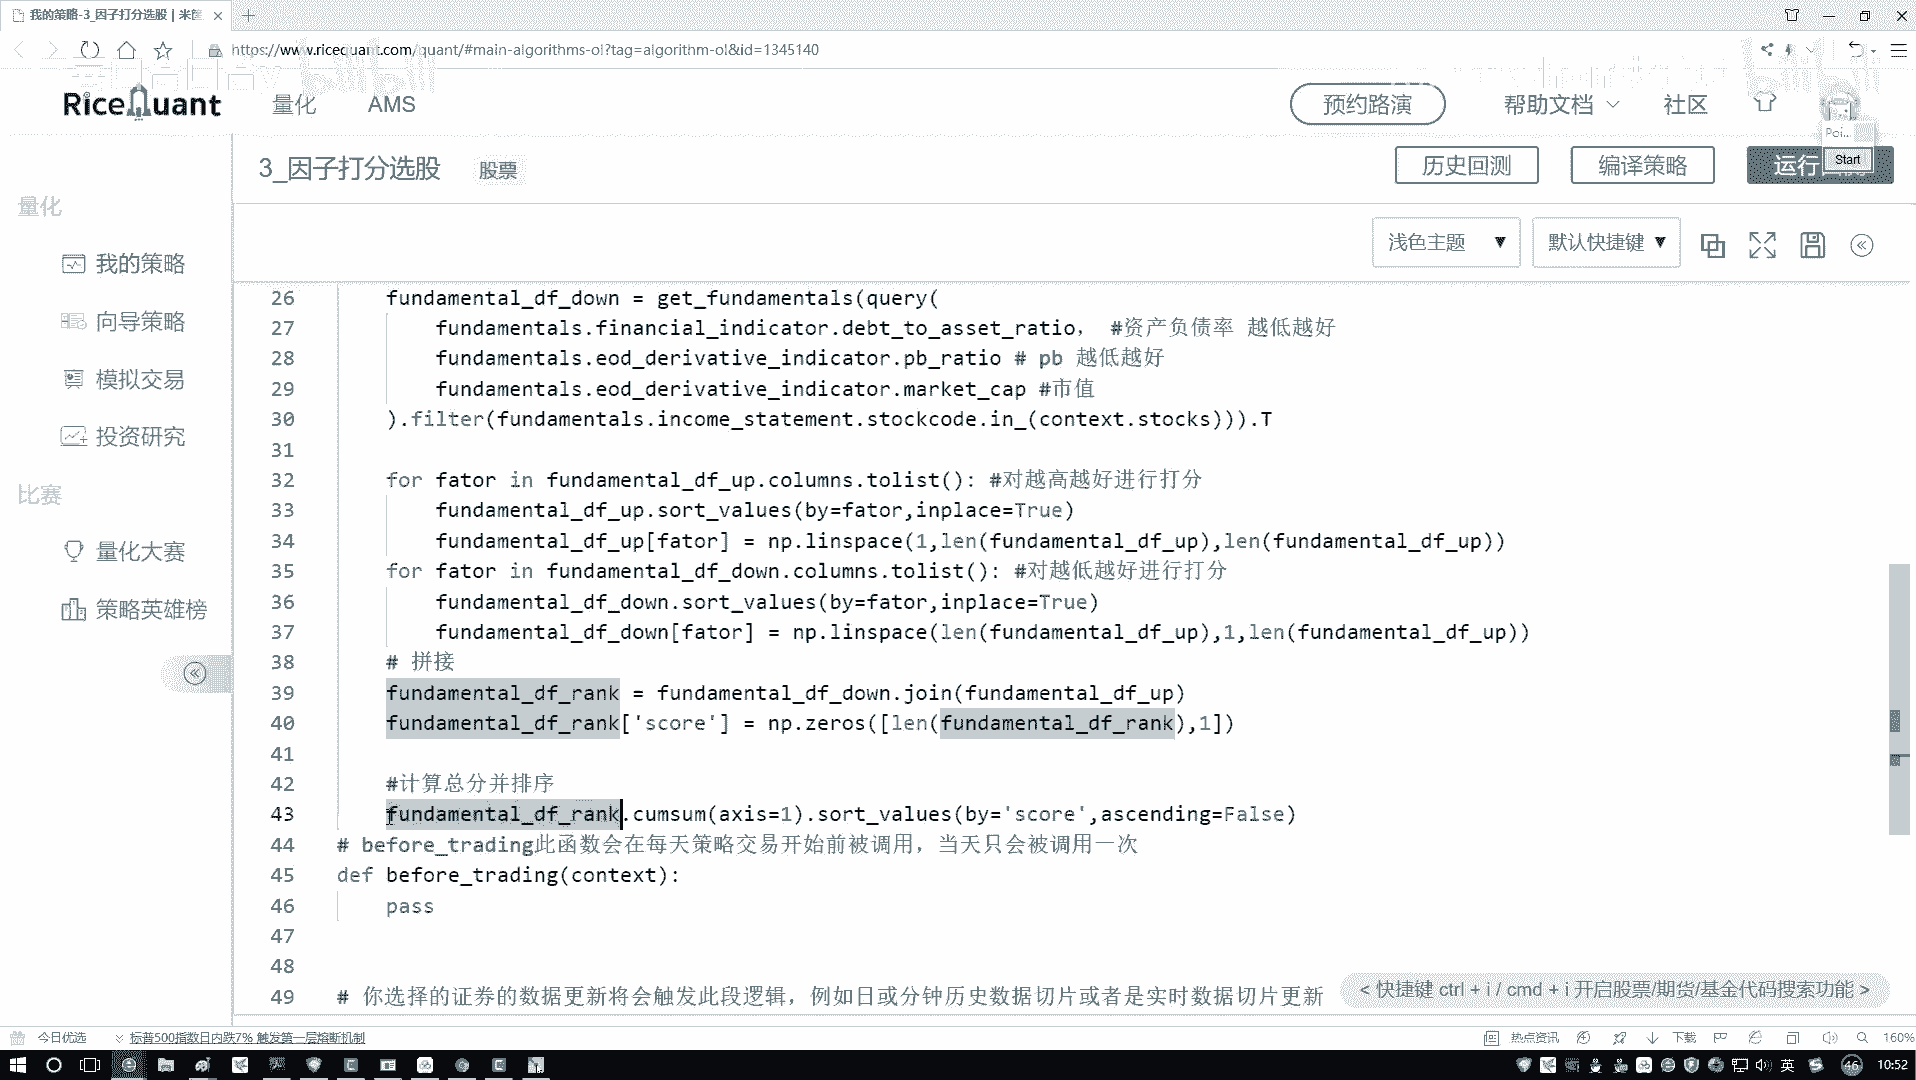 我的策略-3_因子打分选股 | 米筐
https://www.ricequant.com/quant/#main-algorithms-ol?tag=algorithm-ol&id=1345140
RiceQuant
量化
AMS
预约路演
帮助文档
社区
Poi...
Start
3_因子打分选股
股票
历史回测
编译策略
运行
量化
我的策略
向导策略
模拟交易
投资研究
比赛
量化大赛
策略英雄榜
浅色主题
默认快捷键
26 fundamental_df_down = get_fundamentals(query(
27 fundamentals.financial_indicator.debt_to_asset_ratio, #资产负债率 越低越好
28 fundamentals.eod_derivative_indicator.pb_ratio # pb 越低越好
29 fundamentals.eod_derivative_indicator.market_cap #市值
30 ).filter(fundamentals.income_statement.stockcode.in_(context.stocks))).T
31
32 for fator in fundamental_df_up.columns.tolist(): #对越高越好进行打分
33 fundamental_df_up.sort_values(by=fator,inplace=True)
34 fundamental_df_up[fator] = np.linspace(1,len(fundamental_df_up),len(fundamental_df_up))
35 for fator in fundamental_df_down.columns.tolist(): #对越低越好进行打分
36 fundamental_df_down.sort_values(by=fator,inplace=True)
37 fundamental_df_down[fator] = np.linspace(len(fundamental_df_up),1,len(fundamental_df_up))
38 # 拼接
39 fundamental_df_rank = fundamental_df_down.join(fundamental_df_up)
40 fundamental_df_rank['score'] = np.zeros([len(fundamental_df_rank),1])
41
42 #计算总分并排序
43 fundamental_df_rank.cumsum(axis=1).sort_values(by='score',ascending=False)
44 # before_trading此函数会在每天策略交易开始前被调用，当天只会被调用一次
45 def before_trading(context):
46 pass
47
48
49 # 你选择的证券的数据更新将会触发此段逻辑，例如日或分钟历史数据切片或者是实时数据切片更新
< 快捷键 ctrl + i / cmd + i 开启股票/期货/基金代码搜索功能 >
今日优选
标普500指数日内跌7% 触发第一层熔断机制
热点资讯
下载
160%
英
46
10:52